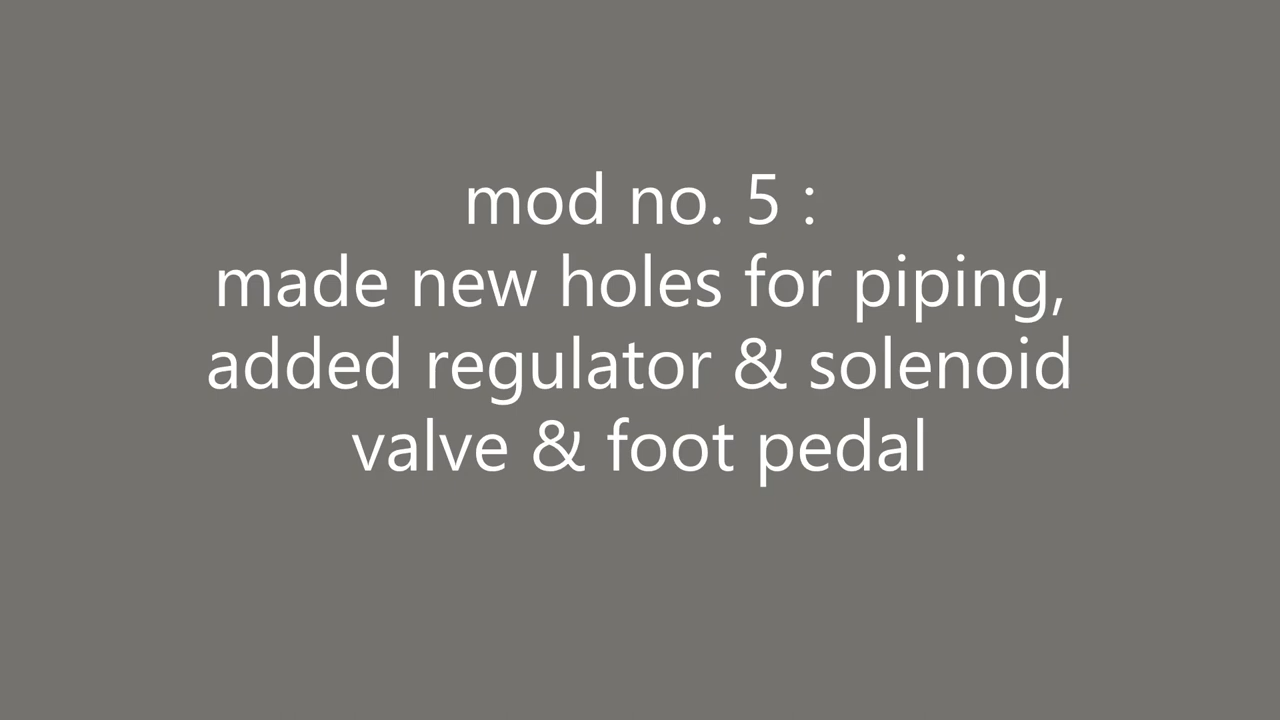 mod no. 5 :
made new holes for piping,
added regulator & solenoid
valve & foot pedal